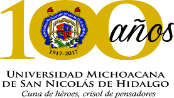 100 años
1917-2017
UNIVERSIDAD MICHOACANA
DE SAN NICOLÁS DE HIDALGO
Cuna de héroes, crisol de pensadores